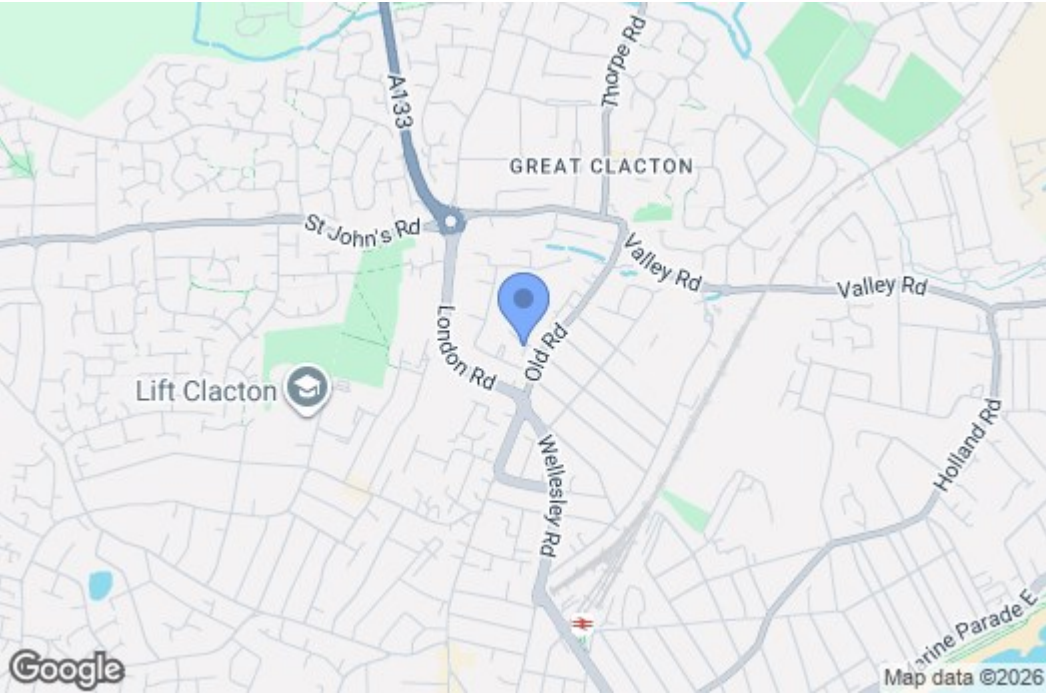 A133
Thorpe Rd
GREAT CLACTON
St John's Rd
Valley Rd
Valley Rd
London Rd
Old Rd
Lift Clacton
Holland Rd
Wellesley Rd
arine Parade E
Google
Map data ©2026